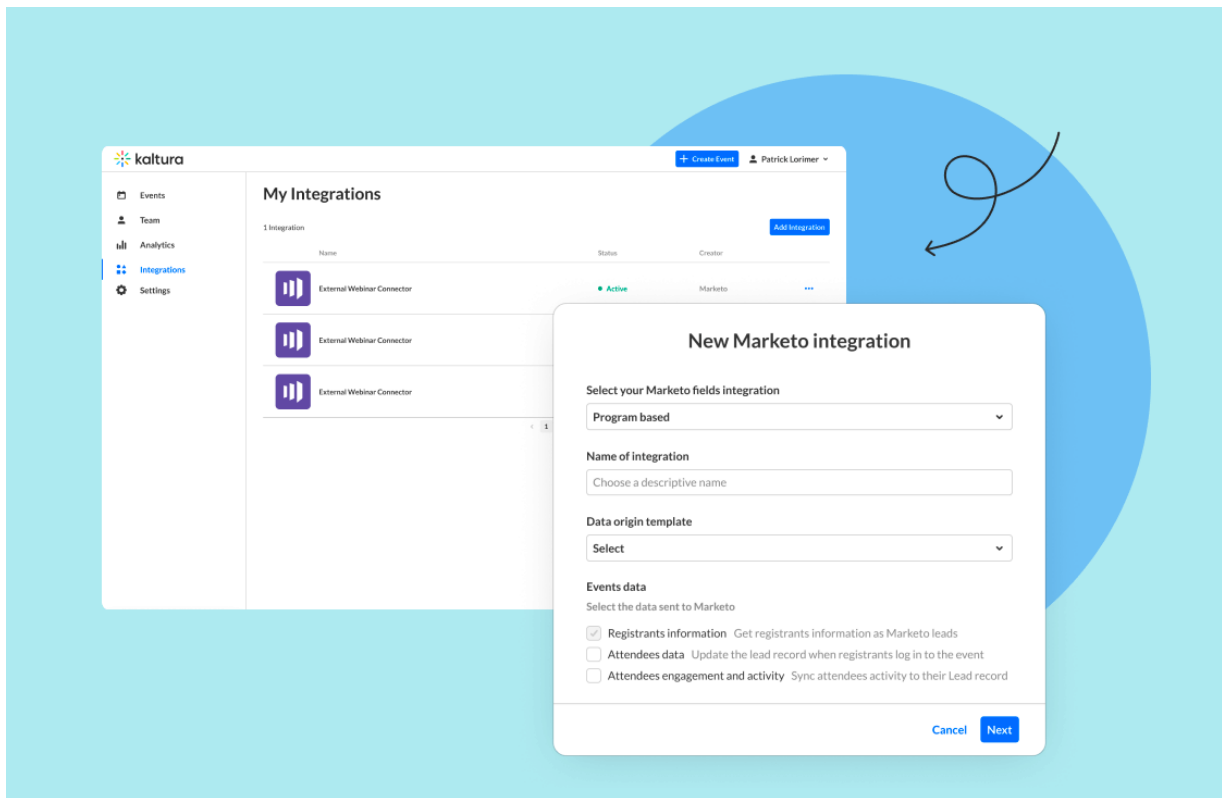 kaltura
Create Event
Patrick Lorimer
Events
Team
Analytics
Integrations
Settings
My Integrations
1 Integration
Add Integration
Name Status Creator
External Webinar Connector Active Marketo
External Webinar Connector
External Webinar Connector
1
New Marketo integration
Select your Marketo fields integration
Program based
Name of integration
Choose a descriptive name
Data origin template
Select
Events data
Select the data sent to Marketo
Registrants information Get registrants information as Marketo leads
Attendees data Update the lead record when registrants log in to the event
Attendees engagement and activity Sync attendees activity to their Lead record
Cancel Next